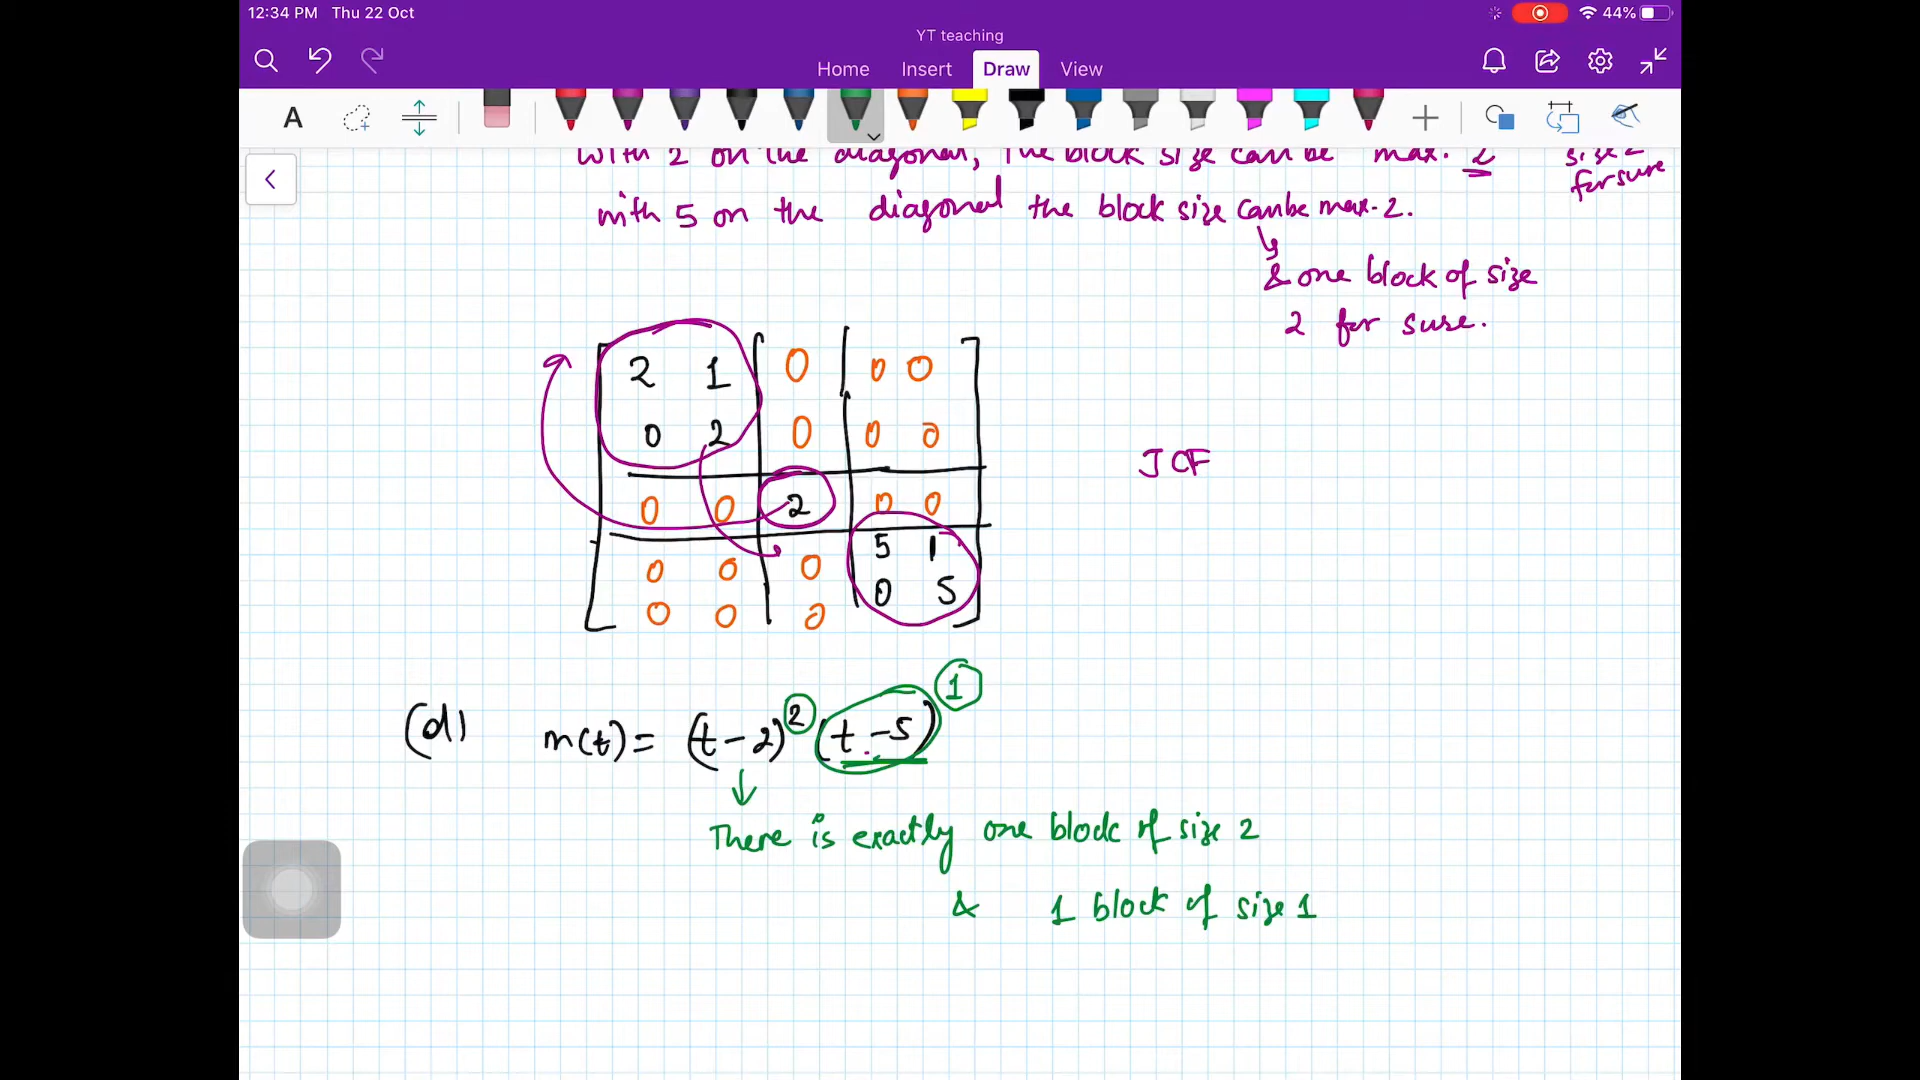 12:34 PM Thu 22 Oct
44%
YT teaching
Home Insert Draw View
A
with 2 on the diagonal, the block size can be max. 2
size 2
for sure
with 5 on the diagonal the block size can be max. 2.
& one block of size
2 for sure.
2 1 0 0 0
0 2 0 0 0
JCF
0 0 2 0 0
0 0 0 5 1
0 0 0 0 5
(d) m(t) = (t - 2)² (t - 5)¹
There is exactly one block of size 2
& 1 block of size 1